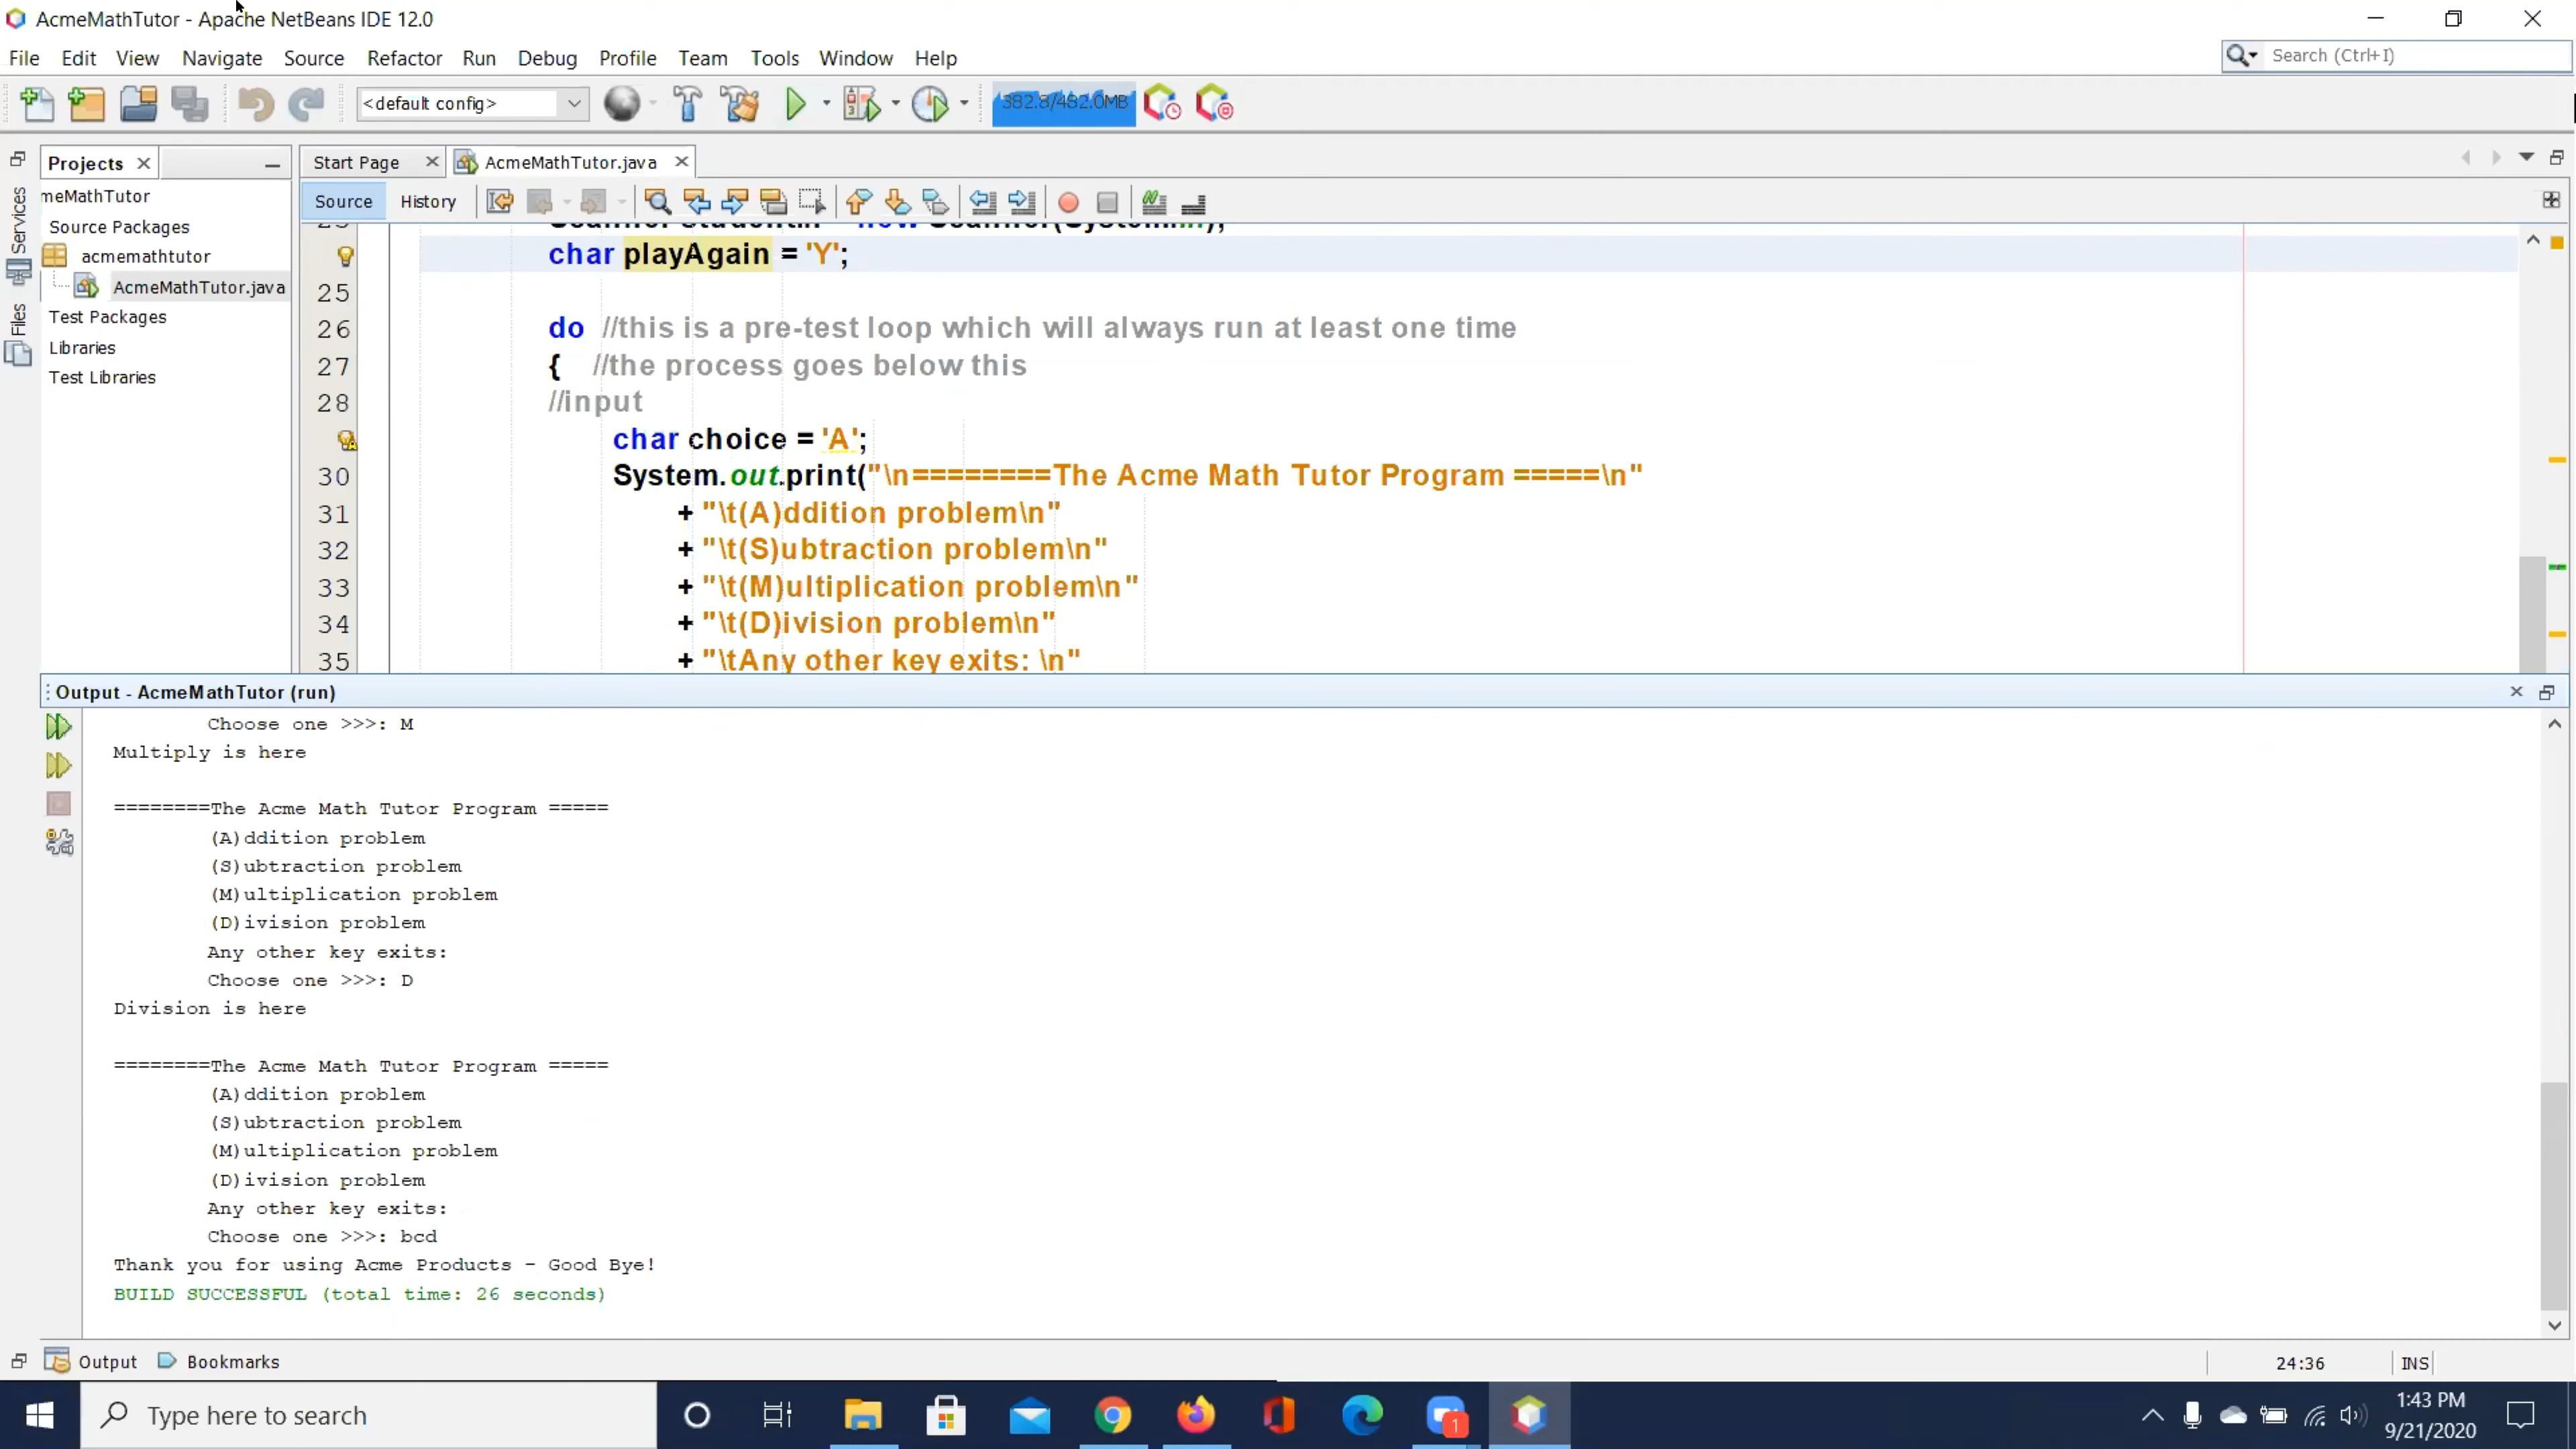 AcmeMathTutor - Apache NetBeans IDE 12.0
File Edit View Navigate Source Refactor Run Debug Profile Team Tools Window Help
Search (Ctrl+I)
<default config>
382.8/482.0MB
Projects
Start Page
AcmeMathTutor.java
Source History
Services
Files
meMathTutor
Source Packages
acmemathtutor
AcmeMathTutor.java
Test Packages
Libraries
Test Libraries
char playAgain = 'Y';
25
26 do //this is a pre-test loop which will always run at least one time
27 { //the process goes below this
28 //input
char choice = 'A';
30 System.out.print("\n========The Acme Math Tutor Program =====\n"
31 + "\t(A)ddition problem\n"
32 + "\t(S)ubtraction problem\n"
33 + "\t(M)ultiplication problem\n"
34 + "\t(D)ivision problem\n"
35 + "\tAny other key exits: \n"
Output - AcmeMathTutor (run)
Choose one >>>: M
Multiply is here
========The Acme Math Tutor Program =====
(A)ddition problem
(S)ubtraction problem
(M)ultiplication problem
(D)ivision problem
Any other key exits:
Choose one >>>: D
Division is here
========The Acme Math Tutor Program =====
(A)ddition problem
(S)ubtraction problem
(M)ultiplication problem
(D)ivision problem
Any other key exits:
Choose one >>>: bcd
Thank you for using Acme Products - Good Bye!
BUILD SUCCESSFUL (total time: 26 seconds)
Output Bookmarks
24:36 INS
Type here to search
1
1:43 PM
9/21/2020